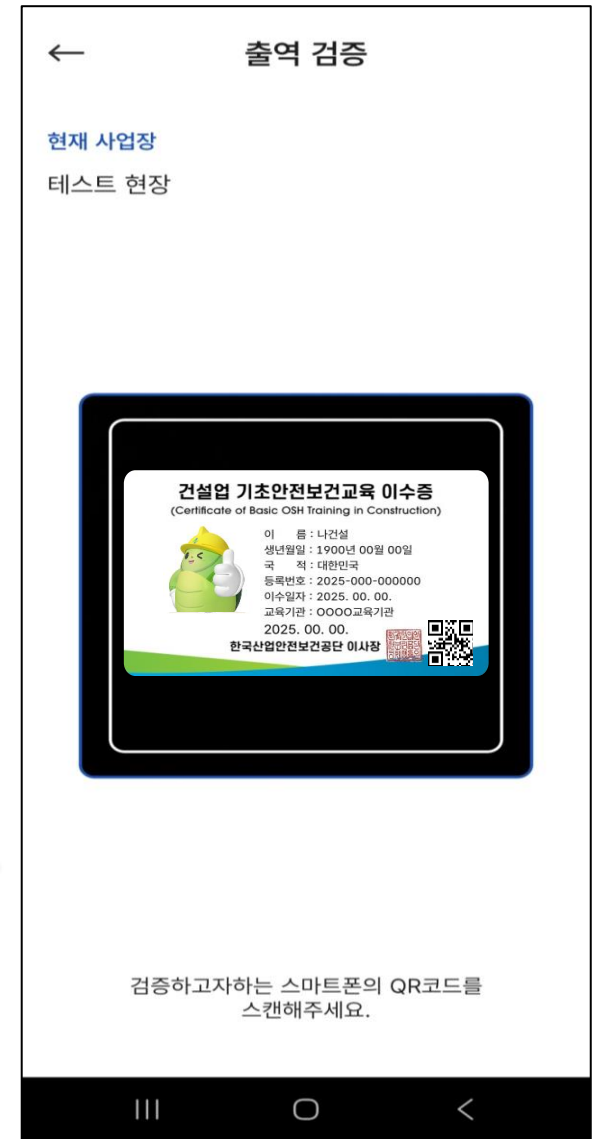 출역 검증
현재 사업장
테스트 현장
건설업 기초안전보건교육 이수증
(Certificate of Basic OSH Training in Construction)
이 름 : 나건설
생년월일 : 1900년 00월 00일
국 적 : 대한민국
등록번호 : 2025-000-000000
이수일자 : 2025. 00. 00.
교육기관 : OOOO교육기관
2025. 00. 00.
한국산업안전보건공단 이사장
검증하고자하는 스마트폰의 QR코드를
스캔해주세요.